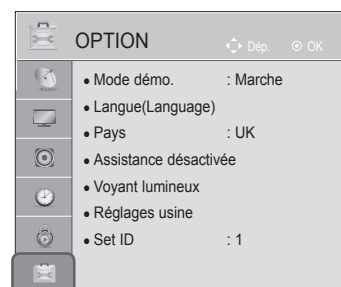 OPTION Dép. OK
• Mode démo. : Marche
• Langue(Language)
• Pays : UK
• Assistance désactivée
• Voyant lumineux
• Réglages usine
• Set ID : 1